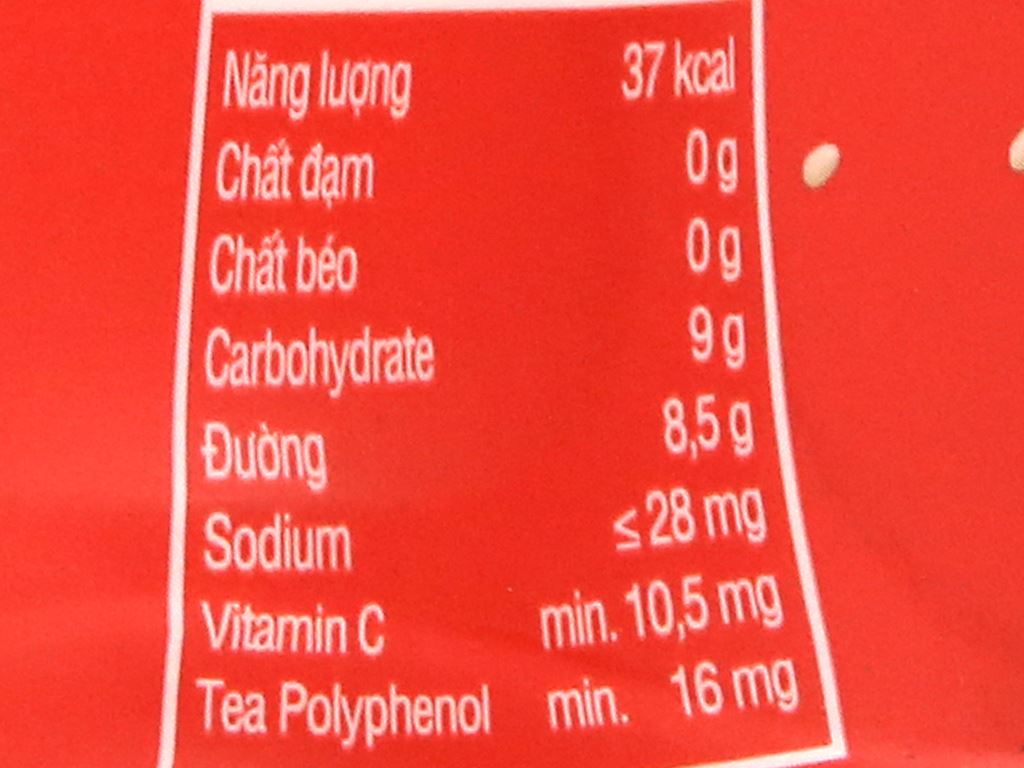 Năng lượng 37 kcal
Chất đạm 0 g
Chất béo 0 g
Carbohydrate 9 g
Đường 8,5 g
Sodium ≤ 28 mg
Vitamin C min. 10,5 mg
Tea Polyphenol min. 16 mg